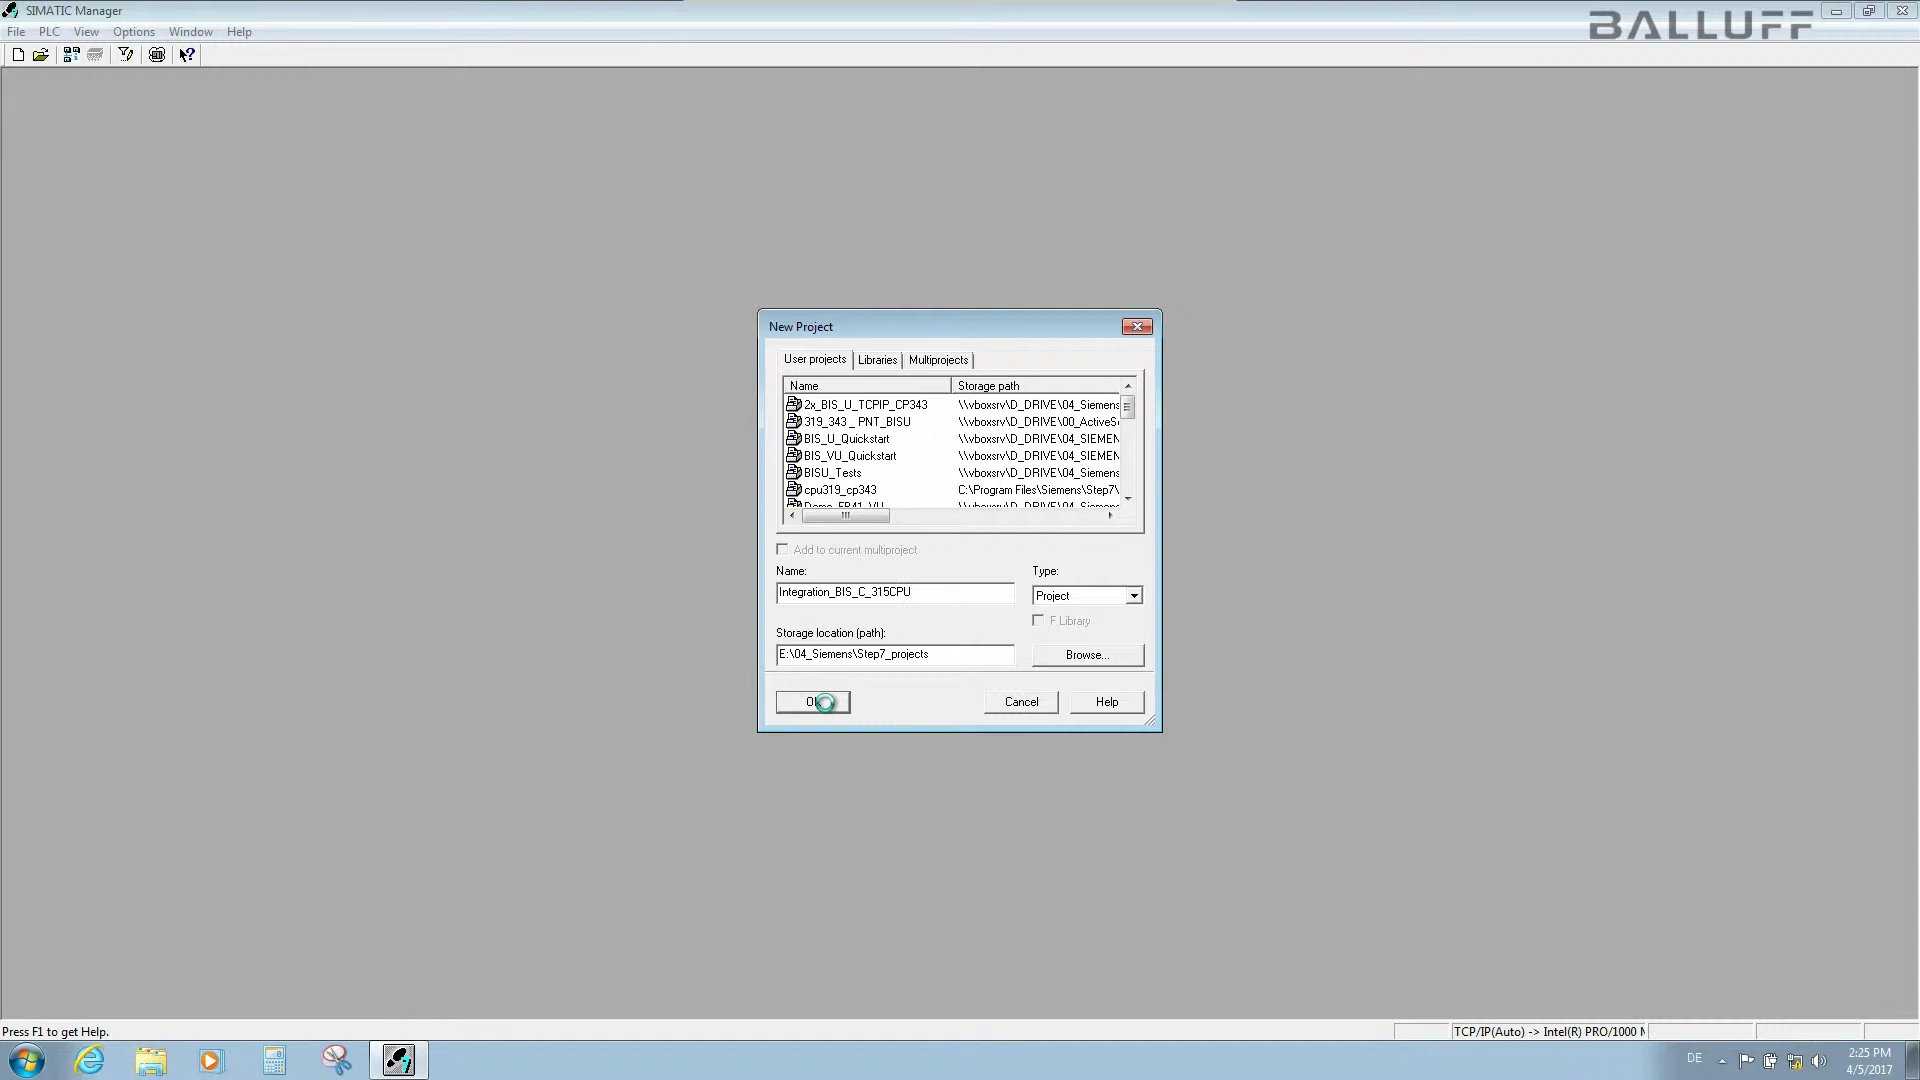 SIMATIC Manager
BALLUFF
File PLC View Options Window Help
New Project
User projects Libraries Multiprojects
Name Storage path
2x_BIS_U_TCPIP_CP343 \\vboxsrv\D_DRIVE\04_Siemens
319_343 _ PNT_BISU \\vboxsrv\D_DRIVE\00_ActiveSe
BIS_U_Quickstart \\vboxsrv\D_DRIVE\04_SIEMEN
BIS_VU_Quickstart \\vboxsrv\D_DRIVE\04_SIEMEN
BISU_Tests \\vboxsrv\D_DRIVE\04_Siemens
cpu319_cp343 C:\Program Files\Siemens\Step7\
Add to current multiproject
Name: Type:
Integration_BIS_C_315CPU Project
F Library
Storage location (path):
E:\04_Siemens\Step7_projects Browse...
Cancel Help
Press F1 to get Help. TCP/IP(Auto) -> Intel(R) PRO/1000
DE 2:25 PM
4/5/2017